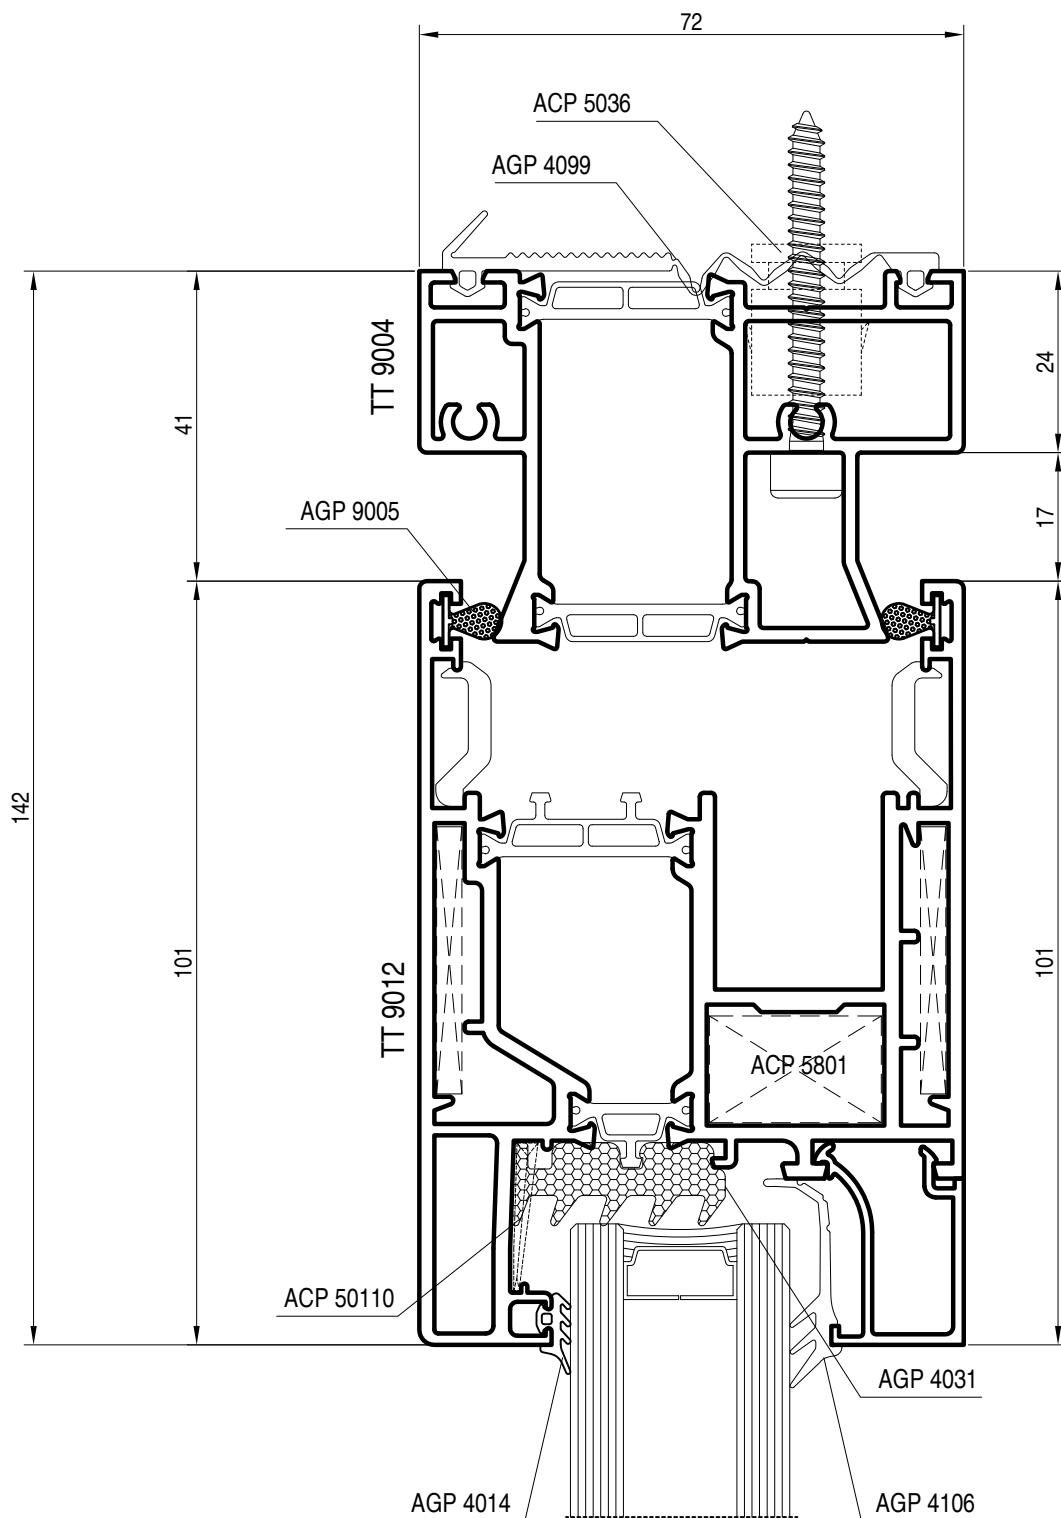 72
ACP 5036
AGP 4099
TT 9004
41
24
AGP 9005
17
142
101
TT 9012
101
ACP 5801
ACP 50110
AGP 4031
AGP 4014
AGP 4106